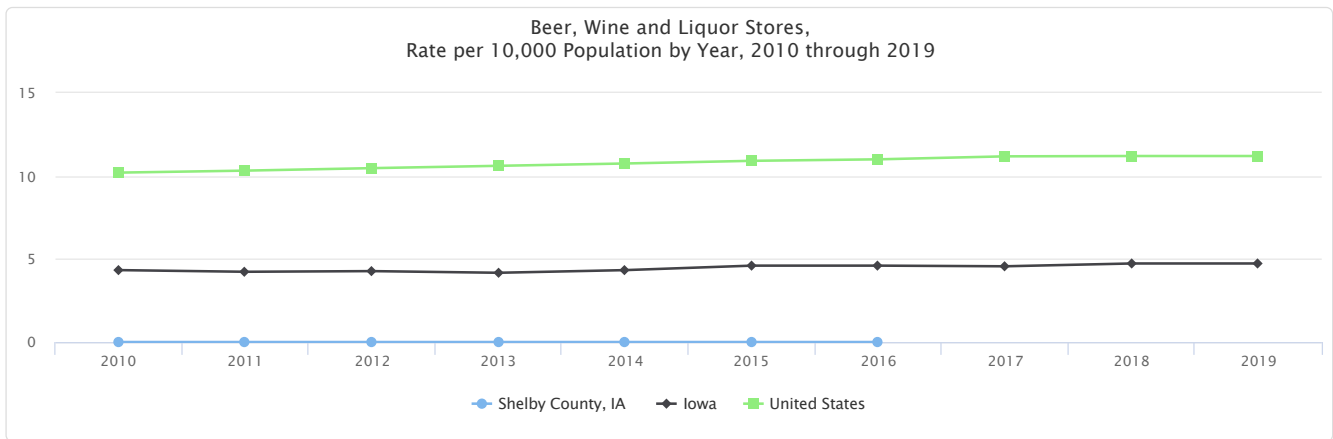 Beer, Wine and Liquor Stores,
Rate per 10,000 Population by Year, 2010 through 2019
15
10
5
0
2010 2011 2012 2013 2014 2015 2016 2017 2018 2019
Shelby County, IA Iowa United States